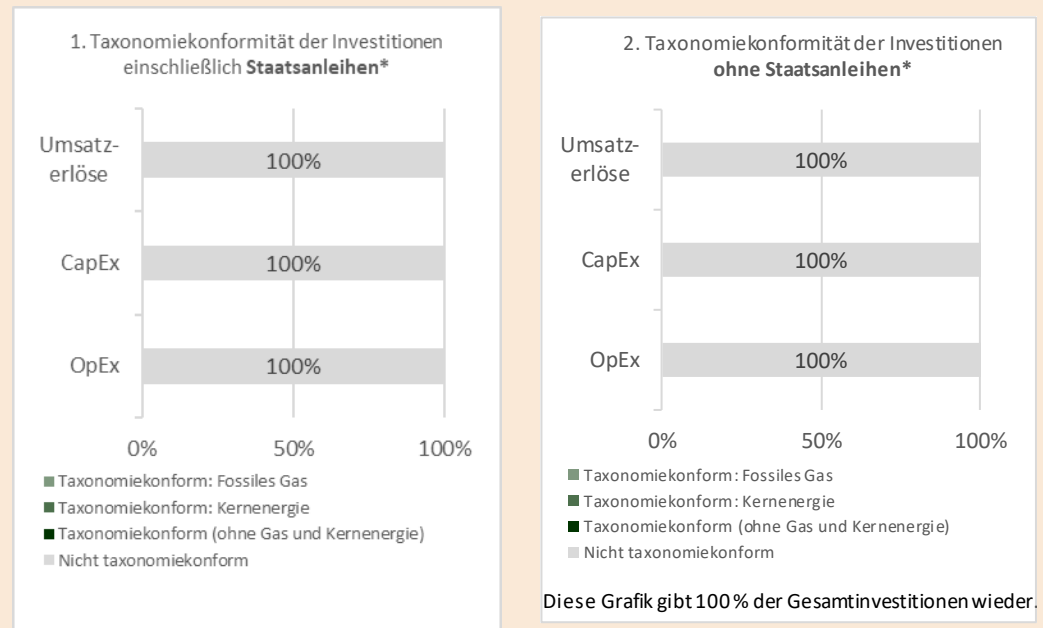 1. Taxonomiekonformität der Investitionen
einschließlich Staatsanleihen*
Umsatz-
erlöse
100%
CapEx
100%
OpEx
100%
0%
50%
100%
Taxonomiekonform: Fossiles Gas
Taxonomiekonform: Kernenergie
Taxonomiekonform (ohne Gas und Kernenergie)
Nicht taxonomiekonform
2. Taxonomiekonformität der Investitionen
ohne Staatsanleihen*
Umsatz-
erlöse
100%
CapEx
100%
OpEx
100%
0%
50%
100%
Taxonomiekonform: Fossiles Gas
Taxonomiekonform: Kernenergie
Taxonomiekonform (ohne Gas und Kernenergie)
Nicht taxonomiekonform
Diese Grafik gibt 100 % der Gesamtinvestitionen wieder.